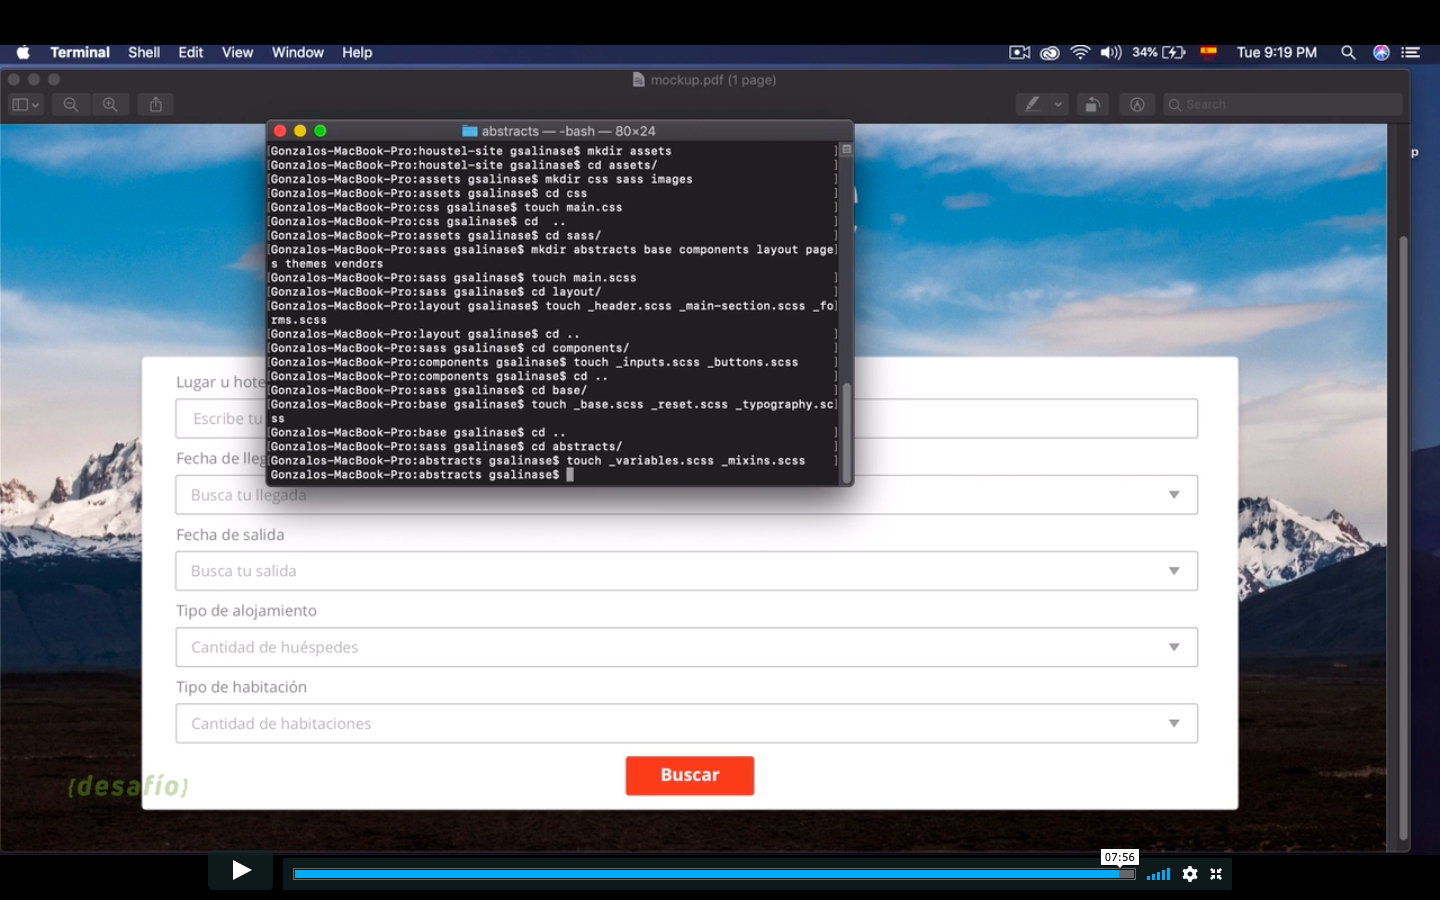 Terminal Shell Edit View Window Help 34% Tue 9:19 PM
mockup.pdf (1 page)
Search
abstracts — -bash — 80×24
[Gonzalos-MacBook-Pro:houstel-site gsalinase$ mkdir assets ]
[Gonzalos-MacBook-Pro:houstel-site gsalinase$ cd assets/ ]
[Gonzalos-MacBook-Pro:assets gsalinase$ mkdir css sass images ]
[Gonzalos-MacBook-Pro:assets gsalinase$ cd css ]
[Gonzalos-MacBook-Pro:css gsalinase$ touch main.css ]
[Gonzalos-MacBook-Pro:css gsalinase$ cd  .. ]
[Gonzalos-MacBook-Pro:assets gsalinase$ cd sass/ ]
[Gonzalos-MacBook-Pro:sass gsalinase$ mkdir abstracts base components layout page]
s themes vendors
[Gonzalos-MacBook-Pro:sass gsalinase$ touch main.scss ]
[Gonzalos-MacBook-Pro:sass gsalinase$ cd layout/ ]
[Gonzalos-MacBook-Pro:layout gsalinase$ touch _header.scss _main-section.scss _fo]
rms.scss
[Gonzalos-MacBook-Pro:layout gsalinase$ cd .. ]
[Gonzalos-MacBook-Pro:sass gsalinase$ cd components/ ]
[Gonzalos-MacBook-Pro:components gsalinase$ touch _inputs.scss _buttons.scss ]
[Gonzalos-MacBook-Pro:components gsalinase$ cd .. ]
[Gonzalos-MacBook-Pro:sass gsalinase$ cd base/ ]
[Gonzalos-MacBook-Pro:base gsalinase$ touch _base.scss _reset.scss _typography.sc]
ss
[Gonzalos-MacBook-Pro:base gsalinase$ cd .. ]
[Gonzalos-MacBook-Pro:sass gsalinase$ cd abstracts/ ]
[Gonzalos-MacBook-Pro:abstracts gsalinase$ touch _variables.scss _mixins.scss ]
Gonzalos-MacBook-Pro:abstracts gsalinase$
Lugar u hote
Escribe tu
Fecha de lleg
Busca tu llegada
Fecha de salida
Busca tu salida
Tipo de alojamiento
Cantidad de huéspedes
Tipo de habitación
Cantidad de habitaciones
Buscar
{desafío}
07:56